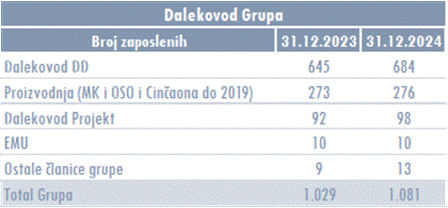 Dalekovod Grupa
Broj zaposlenih 31.12.2023 31.12.2024
Dalekovod DD 645 684
Proizvodnja (MK i OSO i Cinčaona do 2019) 273 276
Dalekovod Projekt 92 98
EMU 10 10
Ostale članice grupe 9 13
Total Grupa 1.029 1.081